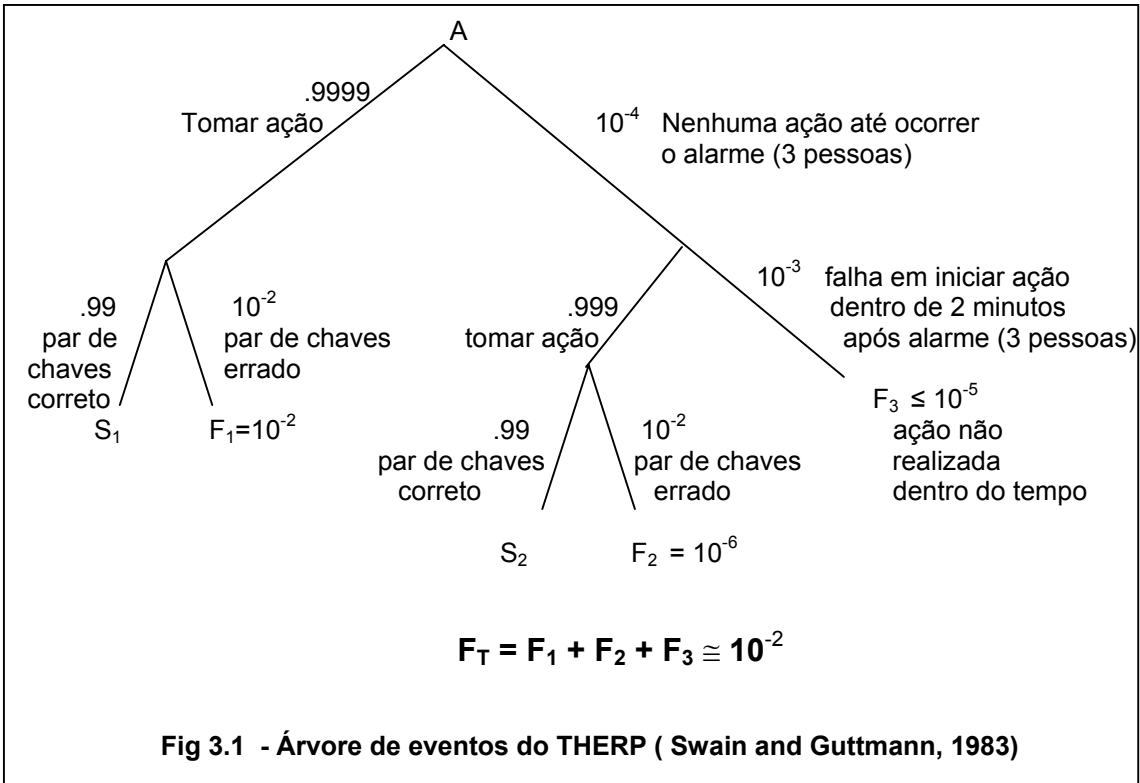 A
.9999
Tomar ação
10⁻⁴ Nenhuma ação até ocorrer
o alarme (3 pessoas)
.99
par de
chaves
correto
10⁻²
par de chaves
errado
.999
tomar ação
10⁻³ falha em iniciar ação
dentro de 2 minutos
após alarme (3 pessoas)
S₁
F₁=10⁻²
.99
par de chaves
correto
10⁻²
par de chaves
errado
F₃ ≤ 10⁻⁵
ação não
realizada
dentro do tempo
S₂
F₂ = 10⁻⁶
F_T = F₁ + F₂ + F₃ ≅ 10⁻²
Fig 3.1 - Árvore de eventos do THERP ( Swain and Guttmann, 1983)